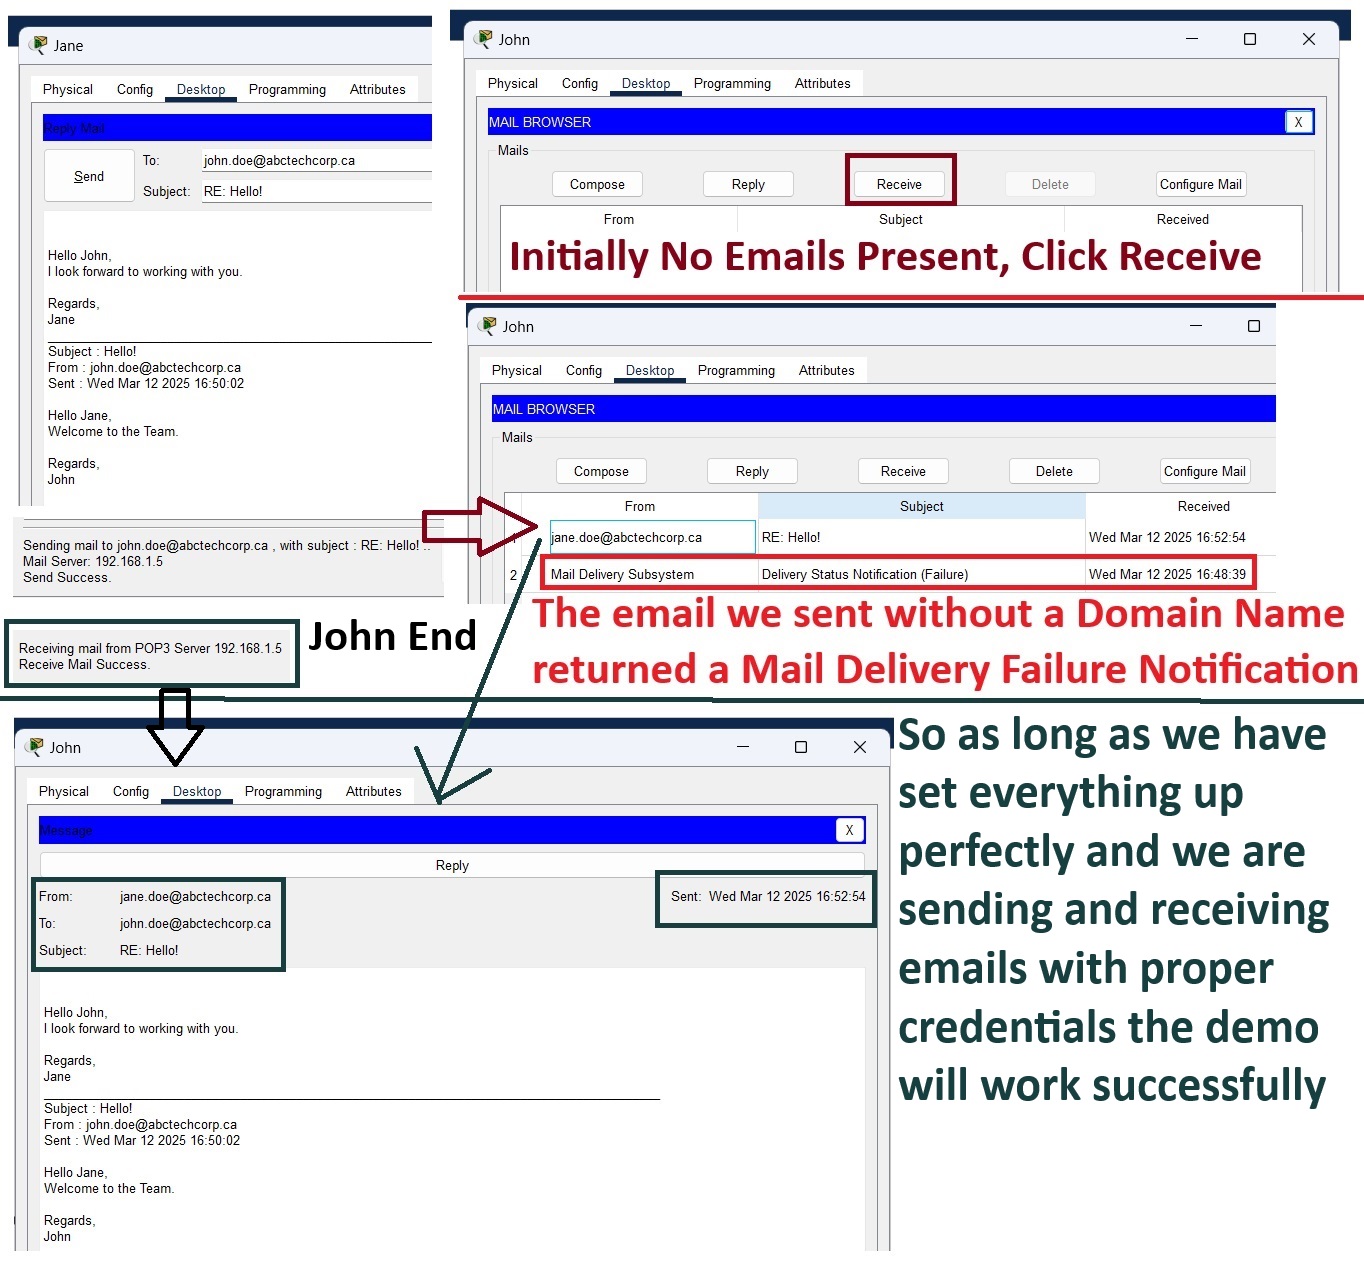 Jane
Physical Config Desktop Programming Attributes
Reply Mail
Send
To: john.doe@abctechcorp.ca
Subject: RE: Hello!
Hello John,
I look forward to working with you.
Regards,
Jane
Subject : Hello!
From : john.doe@abctechcorp.ca
Sent : Wed Mar 12 2025 16:50:02
Hello Jane,
Welcome to the Team.
Regards,
John
Sending mail to john.doe@abctechcorp.ca , with subject : RE: Hello! ..
Mail Server: 192.168.1.5
Send Success.
John
Physical Config Desktop Programming Attributes
MAIL BROWSER X
Mails
Compose Reply Receive Delete Configure Mail
From Subject Received
Initially No Emails Present, Click Receive
John
Physical Config Desktop Programming Attributes
MAIL BROWSER
Mails
Compose Reply Receive Delete Configure Mail
From Subject Received
1 jane.doe@abctechcorp.ca RE: Hello! Wed Mar 12 2025 16:52:54
2 Mail Delivery Subsystem Delivery Status Notification (Failure) Wed Mar 12 2025 16:48:39
The email we sent without a Domain Name
returned a Mail Delivery Failure Notification
John End
Receiving mail from POP3 Server 192.168.1.5
Receive Mail Success.
John
Physical Config Desktop Programming Attributes
Message X
Reply
From: jane.doe@abctechcorp.ca
Sent: Wed Mar 12 2025 16:52:54
To: john.doe@abctechcorp.ca
Subject: RE: Hello!
Hello John,
I look forward to working with you.
Regards,
Jane
Subject : Hello!
From : john.doe@abctechcorp.ca
Sent : Wed Mar 12 2025 16:50:02
Hello Jane,
Welcome to the Team.
Regards,
John
So as long as we have
set everything up
perfectly and we are
sending and receiving
emails with proper
credentials the demo
will work successfully